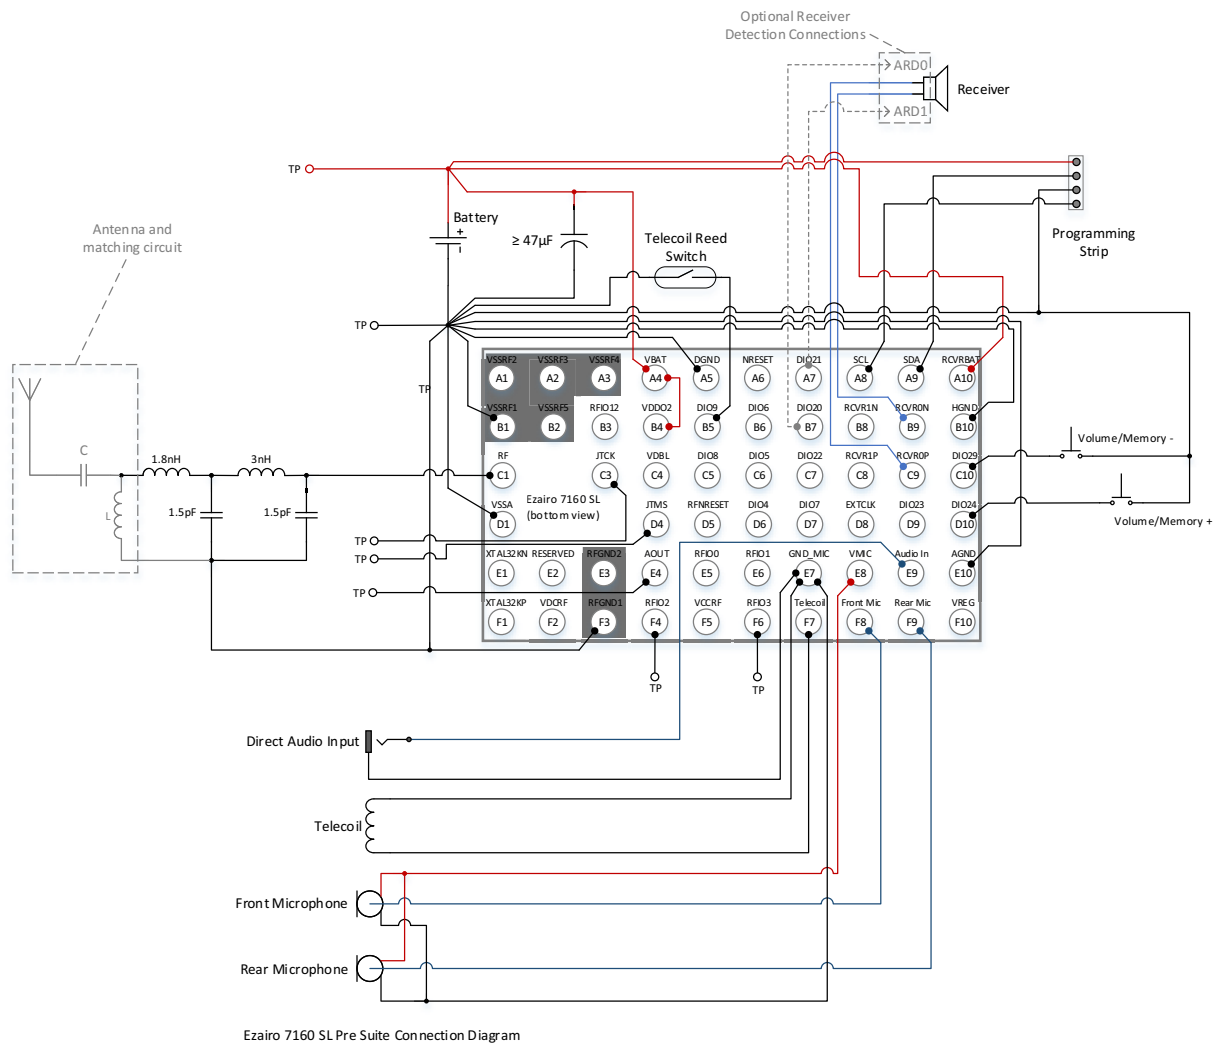 Optional Receiver
Detection Connections
ARD0
Receiver
ARD1
TP
Battery
+
-
≥ 47µF
Telecoil Reed
Switch
Programming
Strip
Antenna and
matching circuit
TP
TP
VSSRF2 VSSRF3 VSSRF4 VBAT DGND NRESET DIO21 SCL SDA RCVRBAT
A1 A2 A3 A4 A5 A6 A7 A8 A9 A10
VSSRF1 VSSRF5 RFIO12 VDDO2 DIO9 DIO6 DIO20 RCVR1N RCVR0N HGND
B1 B2 B3 B4 B5 B6 B7 B8 B9 B10
Volume/Memory -
C 1.8nH 3nH
RF JTCK VDBL DIO8 DIO5 DIO22 RCVR1P RCVR0P DIO29
C1 C3 C4 C5 C6 C7 C8 C9 C10
Ezairo 7160 SL
(bottom view)
L 1.5pF 1.5pF
VSSA JTMS RFNRESET DIO4 DIO7 EXTCLK DIO23 DIO24
D1 D4 D5 D6 D7 D8 D9 D10
Volume/Memory +
TP
TP
XTAL32KN RESERVED RFGND2 AOUT RFIO0 RFIO1 GND_MIC VMIC Audio In AGND
E1 E2 E3 E4 E5 E6 E7 E8 E9 E10
TP
XTAL32KP VDCRF RFGND1 RFIO2 VCCRF RFIO3 Telecoil Front Mic Rear Mic VREG
F1 F2 F3 F4 F5 F6 F7 F8 F9 F10
TP TP
Direct Audio Input
Telecoil
Front Microphone
Rear Microphone
Ezairo 7160 SL Pre Suite Connection Diagram